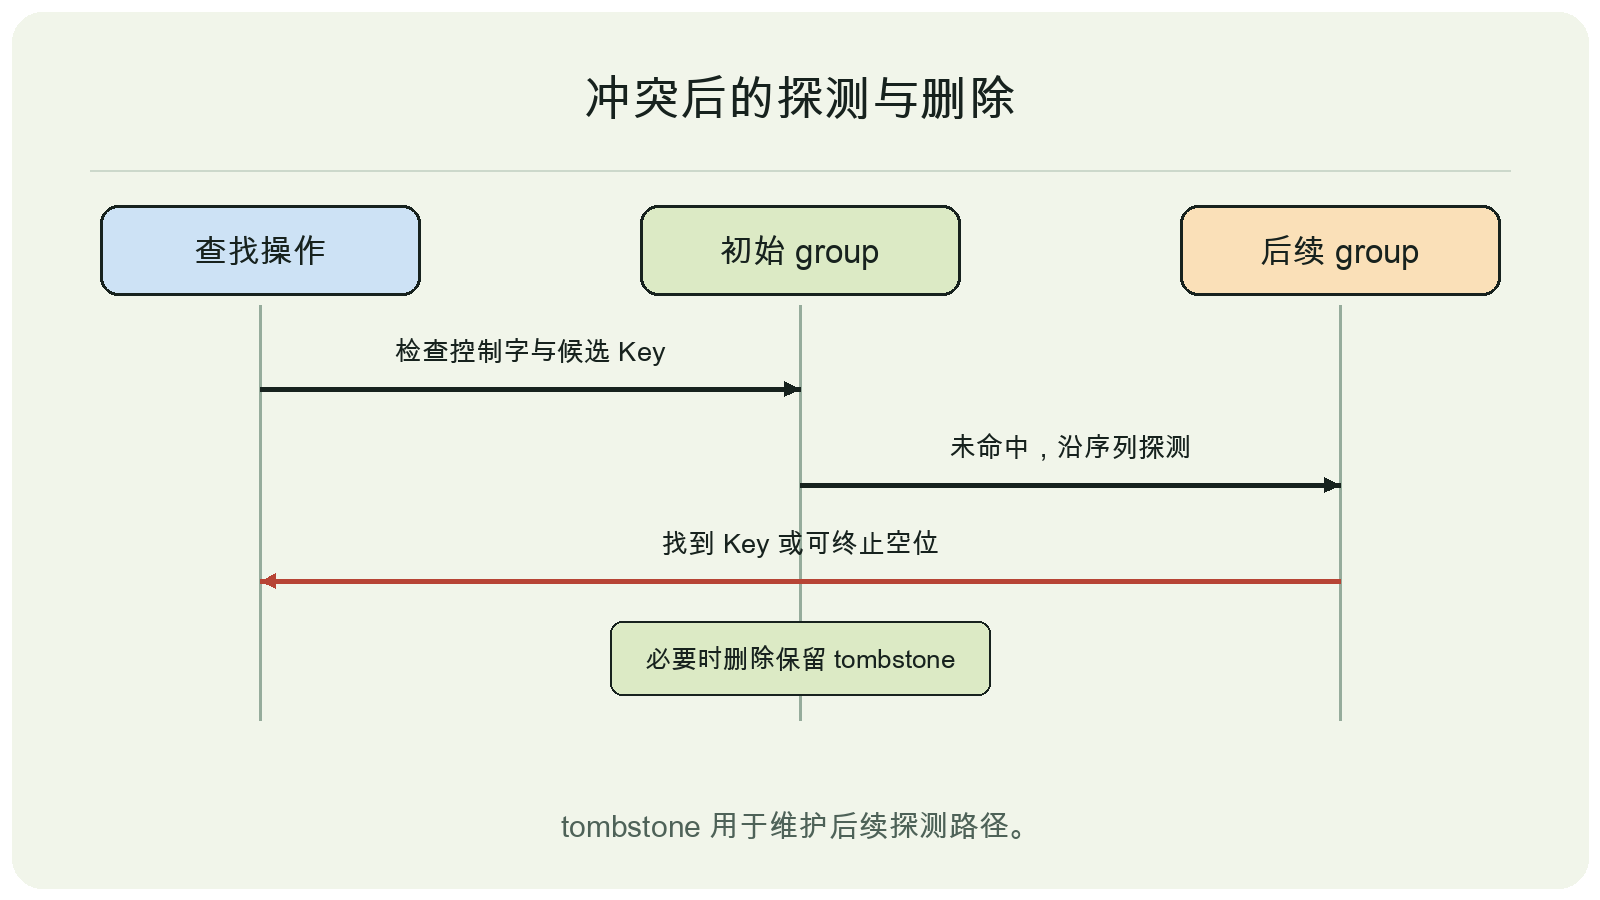 冲突后的探测与删除
查找操作
初始 group
后续 group
检查控制字与候选 Key
未命中，沿序列探测
找到 Key 或可终止空位
必要时删除保留 tombstone
tombstone 用于维护后续探测路径。